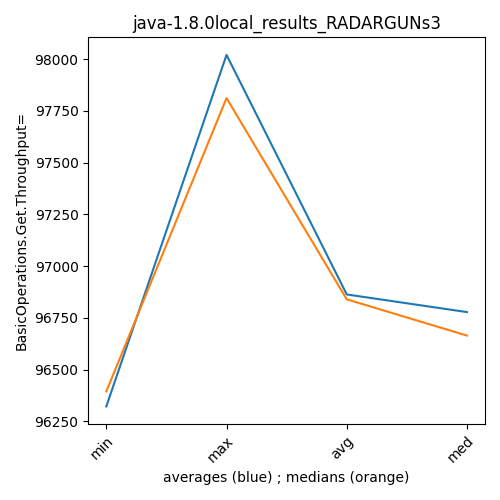 java-1.8.0local_results_RADARGUNs3
BasicOperations.Get.Throughput=
98000
97750
97500
97250
97000
96750
96500
96250
min
max
avg
med
averages (blue) ; medians (orange)